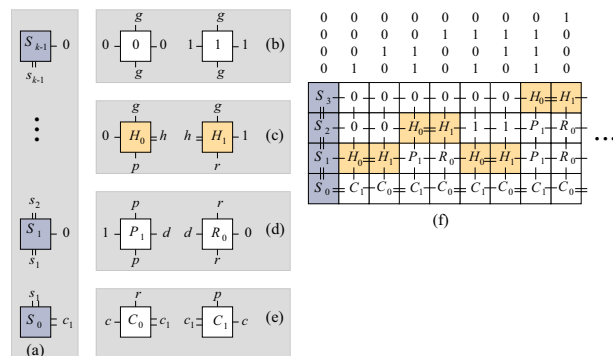 S_{k-1} 0
s_{k-1}
⋮
s_2
S_1 0
s_1
s_1
S_0 c_1
(a)
g g
0 0 0 1 1 1 (b)
g g
g g
0 H_0 h h H_1 1 (c)
p r
p r
1 P_1 d d R_0 0 (d)
p r
r p
c C_0 c_1 c_1 C_1 c (e)
0 0 0 0 0 0 0 0 1
0 0 0 0 1 1 1 1 0
0 0 1 1 0 0 1 1 0
0 1 0 1 0 1 0 1 0
S_3 0 0 0 0 0 0 H_0 H_1
S_2 0 0 H_0 H_1 1 1 P_1 R_0 ...
S_1 H_0 H_1 P_1 R_0 H_0 H_1 P_1 R_0
S_0 C_1 C_0 C_1 C_0 C_1 C_0 C_1 C_0
(f)